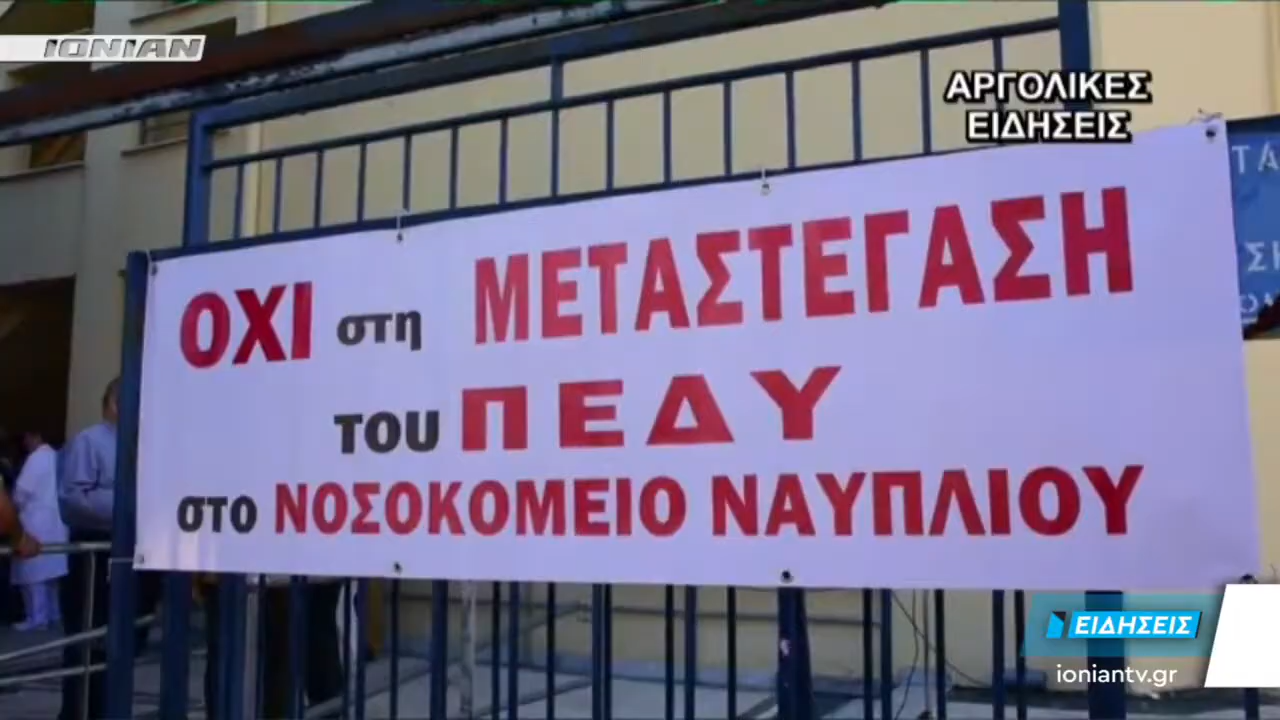 IONIAN
ΑΡΓΟΛΙΚΕΣ
ΕΙΔΗΣΕΙΣ
ΟΧΙ στη ΜΕΤΑΣΤΕΓΑΣΗ
του ΠΕΔΥ
στο ΝΟΣΟΚΟΜΕΙΟ ΝΑΥΠΛΙΟΥ
ΕΙΔΗΣΕΙΣ
ioniantv.gr